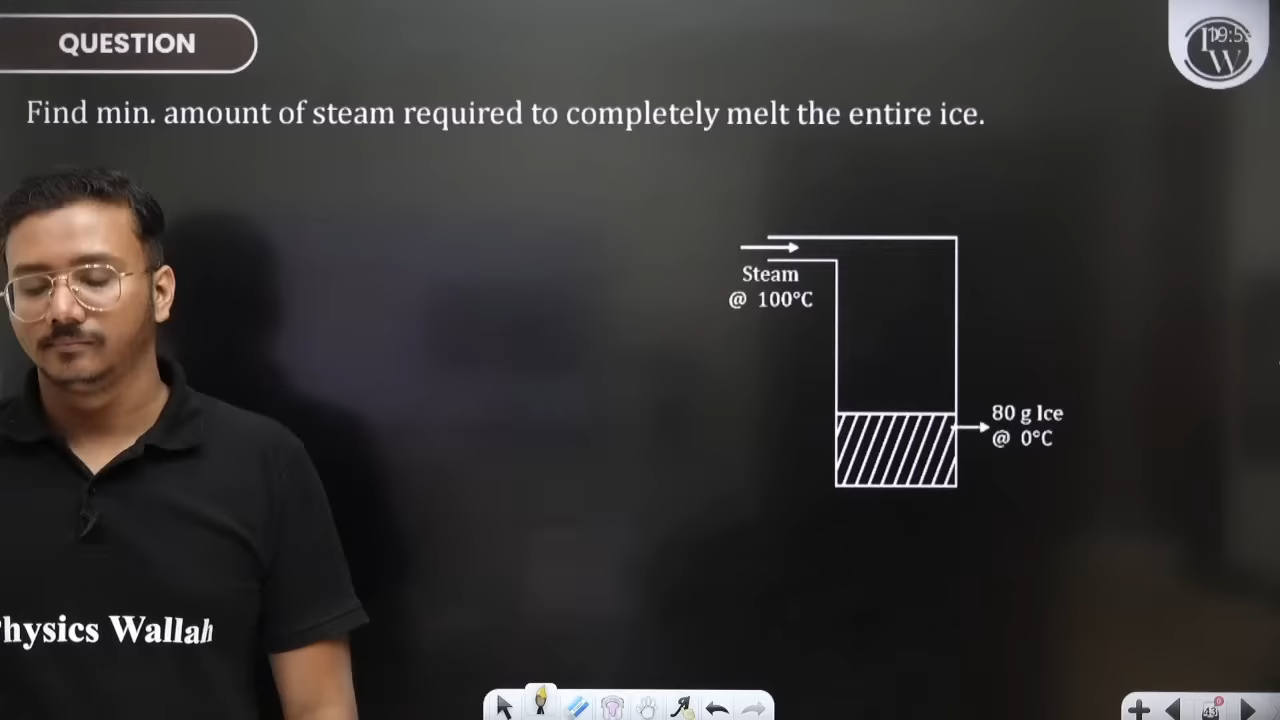 QUESTION
Find min. amount of steam required to completely melt the entire ice.
Steam
@ 100°C
80 g Ice
@ 0°C
Physics Wallah
43